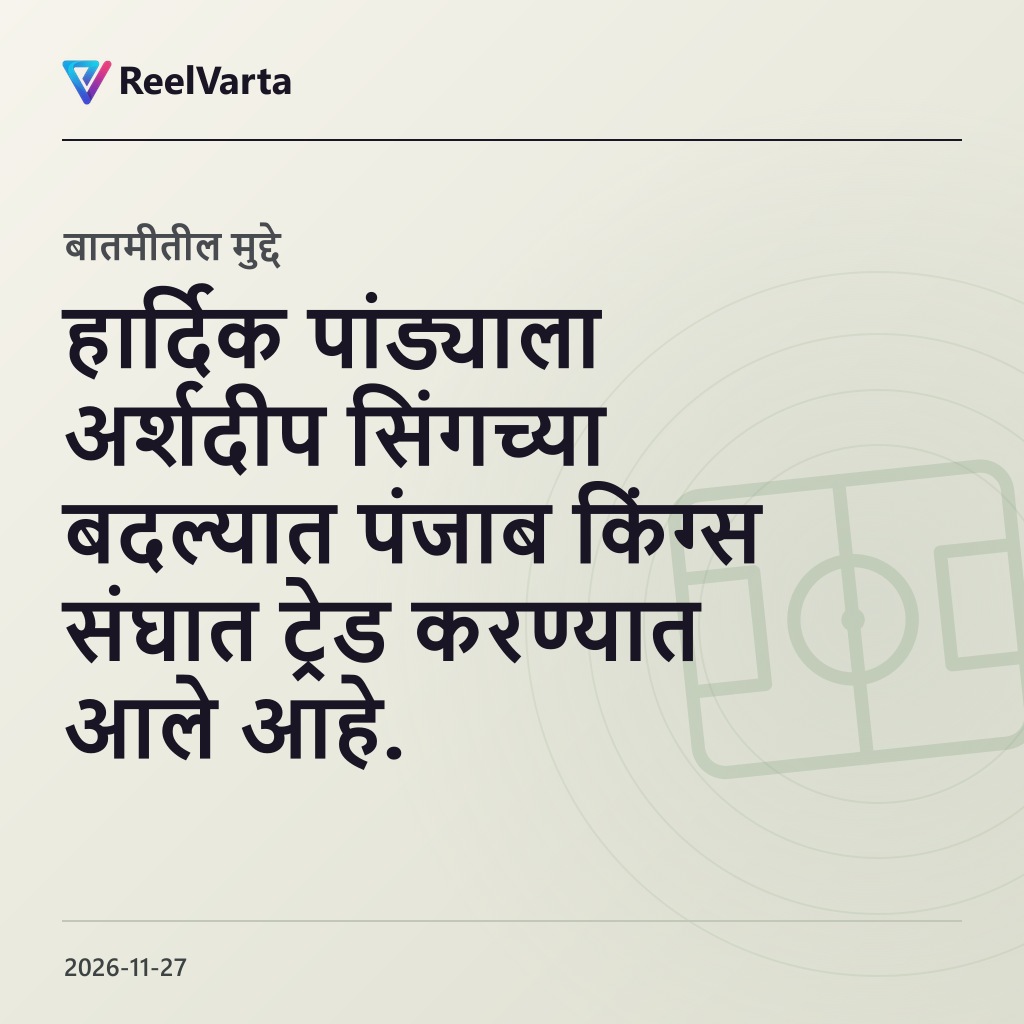 ReelVarta
बातमीतील मुद्दे
हार्दिक पांड्याला
अर्शदीप सिंगच्या
बदल्यात पंजाब किंग्स
संघात ट्रेड करण्यात
आले आहे.
2026-11-27